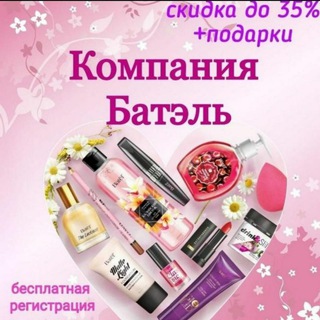 скидка до 35%
+подарки
Компания
Батэль
бесплатная
регистрация